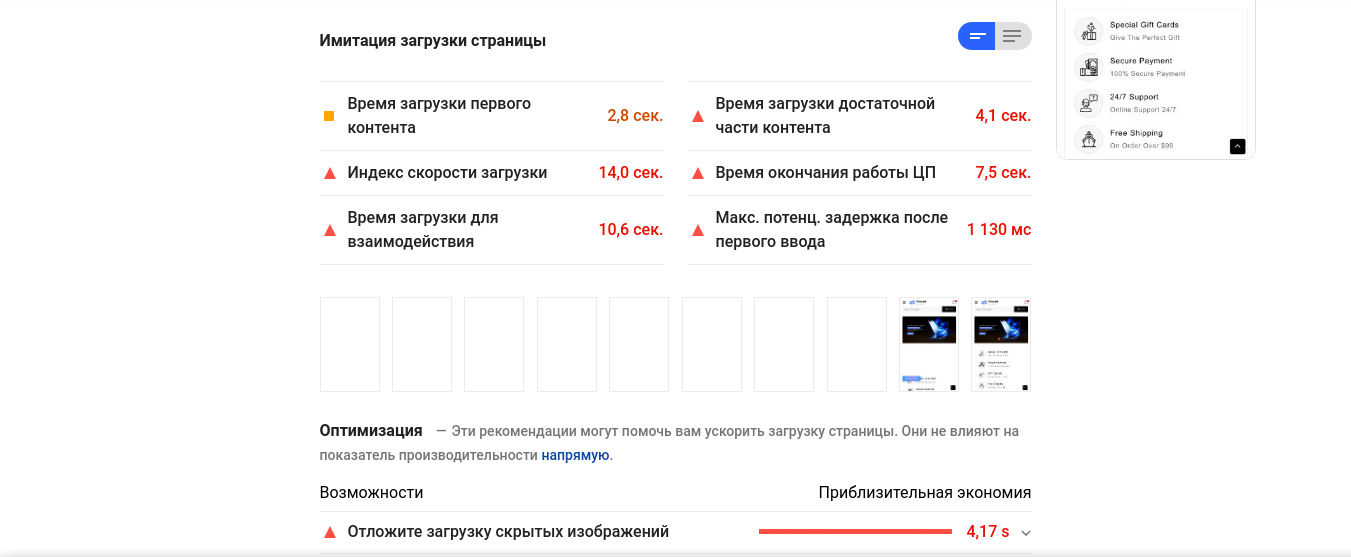 Имитация загрузки страницы
Special Gift Cards
Give The Perfect Gift
Secure Payment
100% Secure Payment
24/7 Support
Online Support 24/7
Free Shipping
On Order Over $99
Время загрузки первого
контента
2,8 сек.
Время загрузки достаточной
части контента
4,1 сек.
Индекс скорости загрузки
14,0 сек.
Время окончания работы ЦП
7,5 сек.
Время загрузки для
взаимодействия
10,6 сек.
Макс. потенц. задержка после
первого ввода
1 130 мс
Оптимизация — Эти рекомендации могут помочь вам ускорить загрузку страницы. Они не влияют на
показатель производительности напрямую.
Возможности Приблизительная экономия
Отложите загрузку скрытых изображений 4,17 s